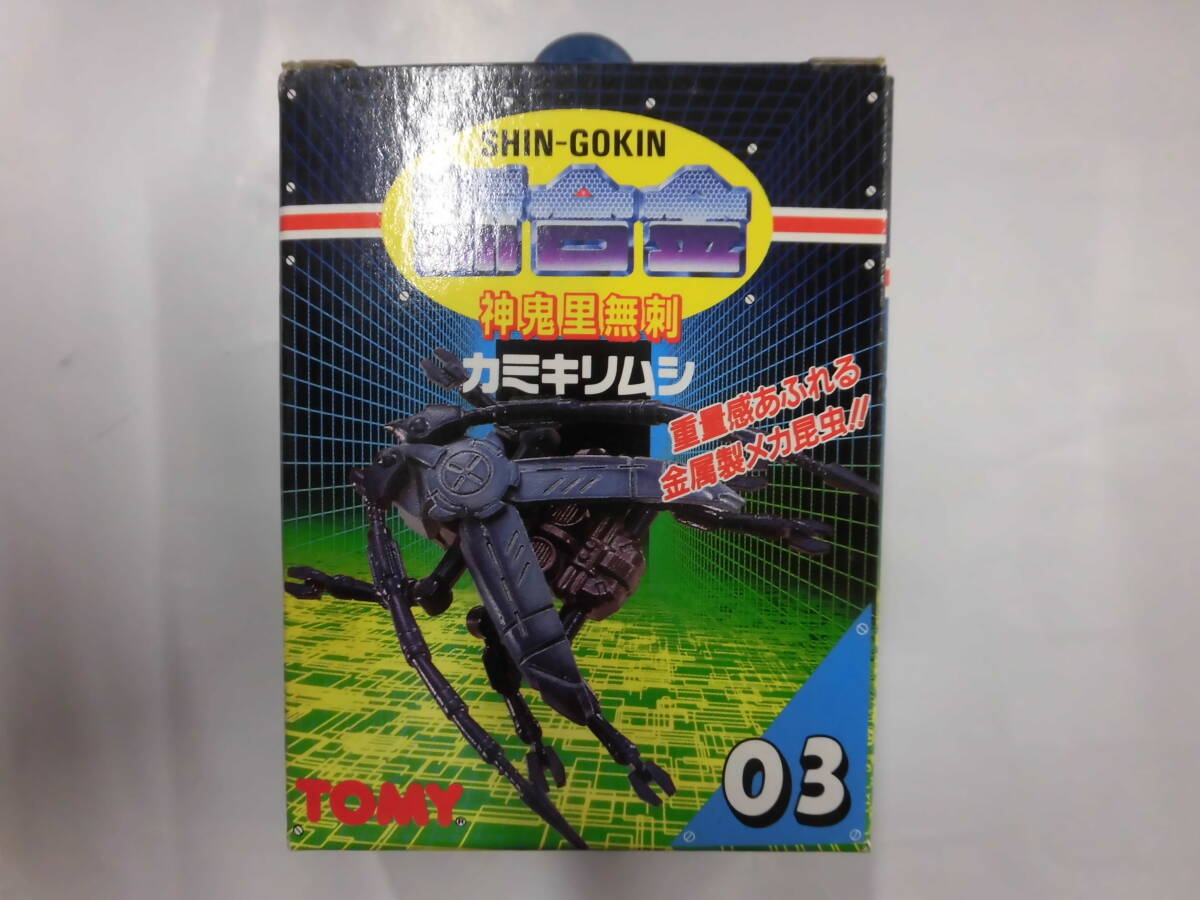 SHIN-GOKIN
合金
神鬼里無刺
カミキリムシ
重量感あふれる
金属製メカ昆虫!!
03
TOMY®